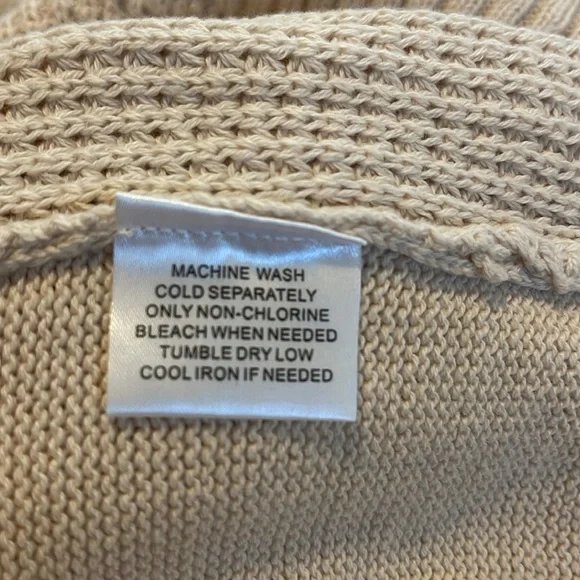 MACHINE WASH
COLD SEPARATELY
ONLY NON-CHLORINE
BLEACH WHEN NEEDED
TUMBLE DRY LOW
COOL IRON IF NEEDED